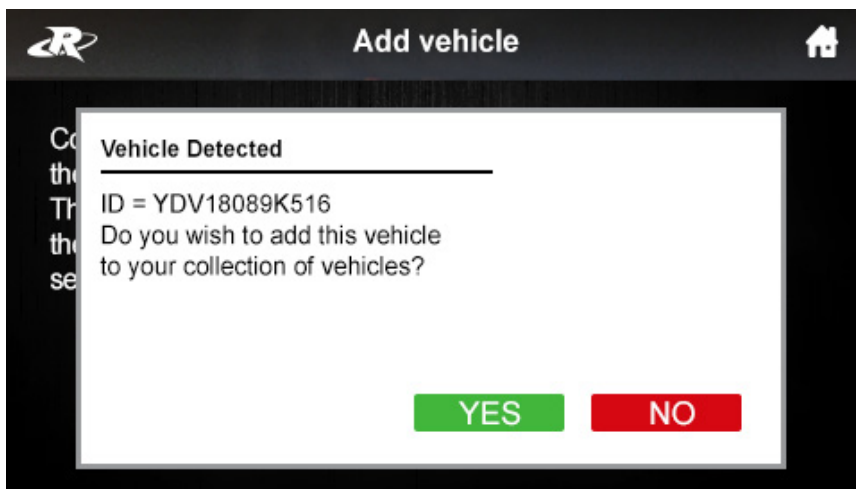 Add vehicle
Vehicle Detected
ID = YDV18089K516
Do you wish to add this vehicle
to your collection of vehicles?
YES
NO